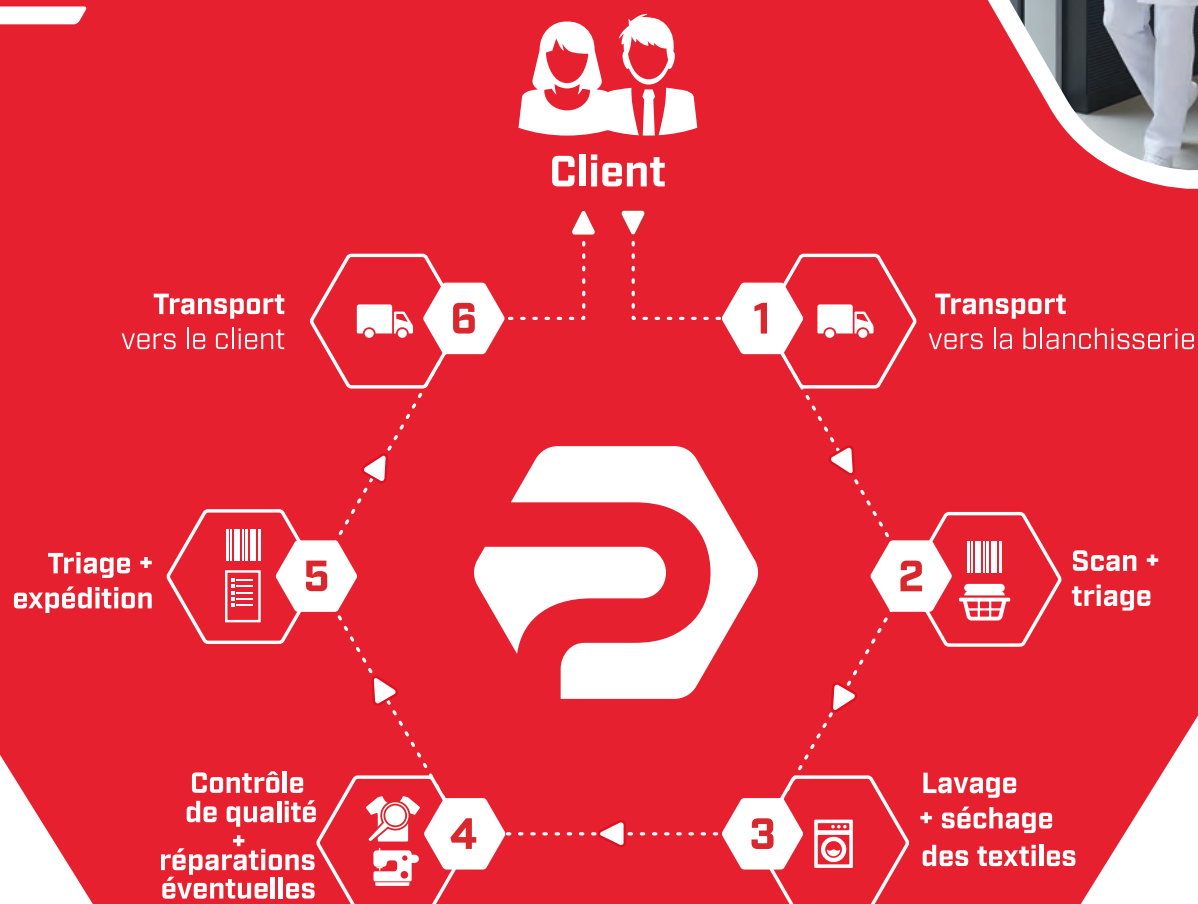 Client
1
Transport
vers la blanchisserie
2
Scan +
triage
3
Lavage
+ séchage
des textiles
4
Contrôle
de qualité
+
réparations
éventuelles
5
Triage +
expédition
6
Transport
vers le client